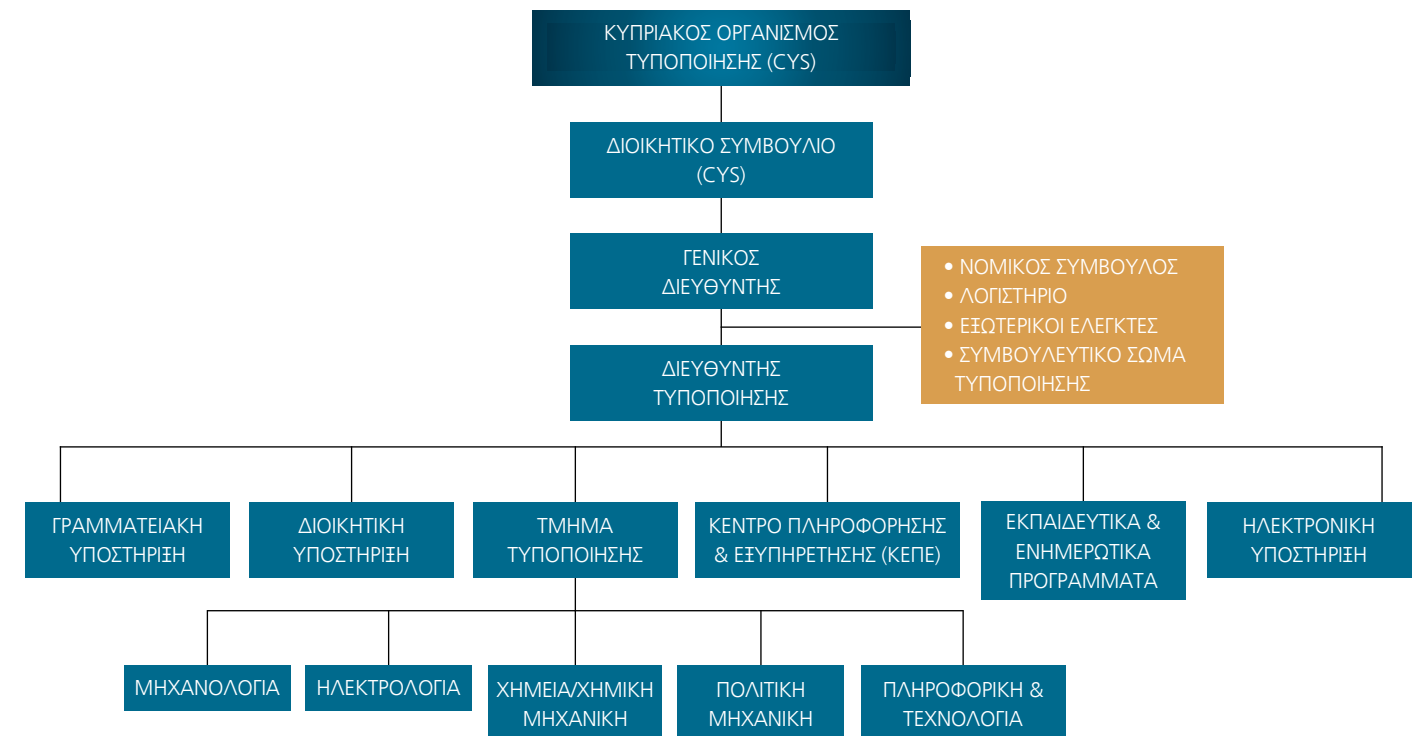 ΚΥΠΡΙΑΚΟΣ ΟΡΓΑΝΙΣΜΟΣ
ΤΥΠΟΠΟΙΗΣΗΣ (CYS)
ΔΙΟΙΚΗΤΙΚΟ ΣΥΜΒΟΥΛΙΟ
(CYS)
ΓΕΝΙΚΟΣ
ΔΙΕΥΘΥΝΤΗΣ
• ΝΟΜΙΚΟΣ ΣΥΜΒΟΥΛΟΣ
• ΛΟΓΙΣΤΗΡΙΟ
• ΕΞΩΤΕΡΙΚΟΙ ΕΛΕΓΚΤΕΣ
• ΣΥΜΒΟΥΛΕΥΤΙΚΟ ΣΩΜΑ
ΤΥΠΟΠΟΙΗΣΗΣ
ΔΙΕΥΘΥΝΤΗΣ
ΤΥΠΟΠΟΙΗΣΗΣ
ΓΡΑΜΜΑΤΕΙΑΚΗ
ΥΠΟΣΤΗΡΙΞΗ
ΔΙΟΙΚΗΤΙΚΗ
ΥΠΟΣΤΗΡΙΞΗ
ΤΜΗΜΑ
ΤΥΠΟΠΟΙΗΣΗΣ
ΚΕΝΤΡΟ ΠΛΗΡΟΦΟΡΗΣΗΣ
& ΕΞΥΠΗΡΕΤΗΣΗΣ (ΚΕΠΕ)
ΕΚΠΑΙΔΕΥΤΙΚΑ &
ΕΝΗΜΕΡΩΤΙΚΑ
ΠΡΟΓΡΑΜΜΑΤΑ
ΗΛΕΚΤΡΟΝΙΚΗ
ΥΠΟΣΤΗΡΙΞΗ
ΜΗΧΑΝΟΛΟΓΙΑ
ΗΛΕΚΤΡΟΛΟΓΙΑ
ΧΗΜΕΙΑ/ΧΗΜΙΚΗ
ΜΗΧΑΝΙΚΗ
ΠΟΛΙΤΙΚΗ
ΜΗΧΑΝΙΚΗ
ΠΛΗΡΟΦΟΡΙΚΗ &
ΤΕΧΝΟΛΟΓΙΑ